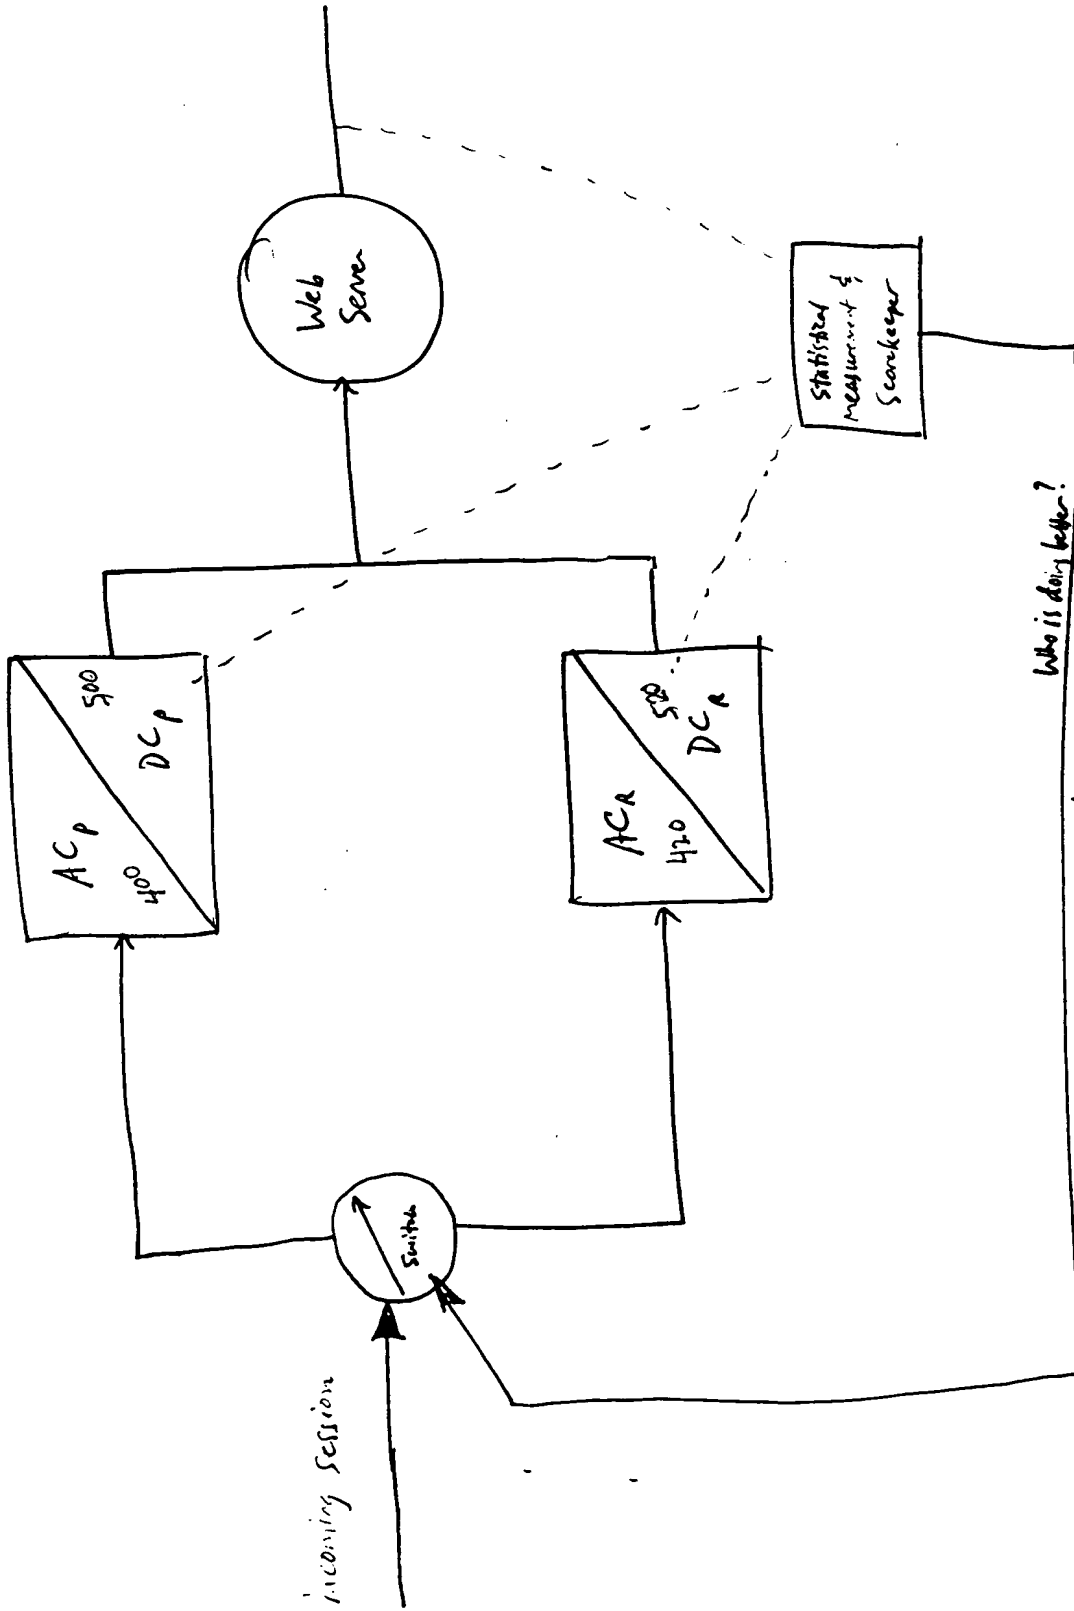 incoming session
Switch
AC_P
400
500
DC_P
AC_R
420
520
DC_R
Web
Server
Statistical
measurement &
Scorekeeper
Who is doing better?